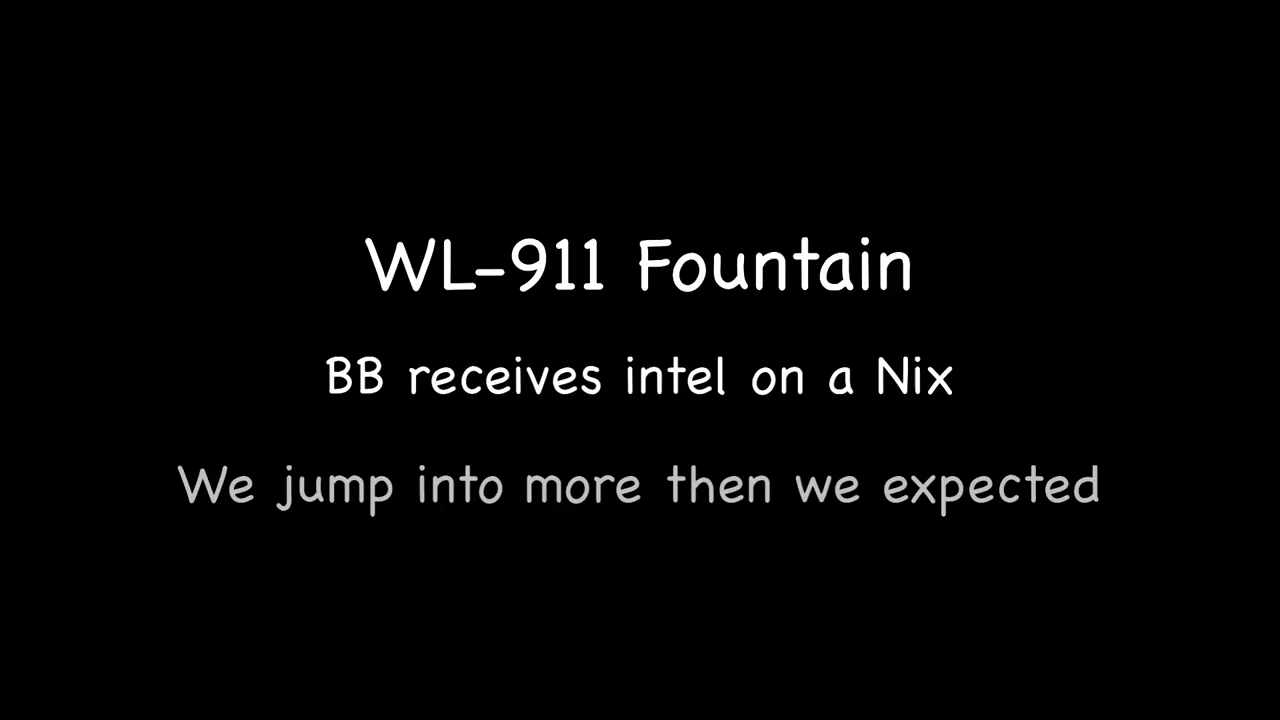 WL-911 Fountain
BB receives intel on a Nix
We jump into more then we expected